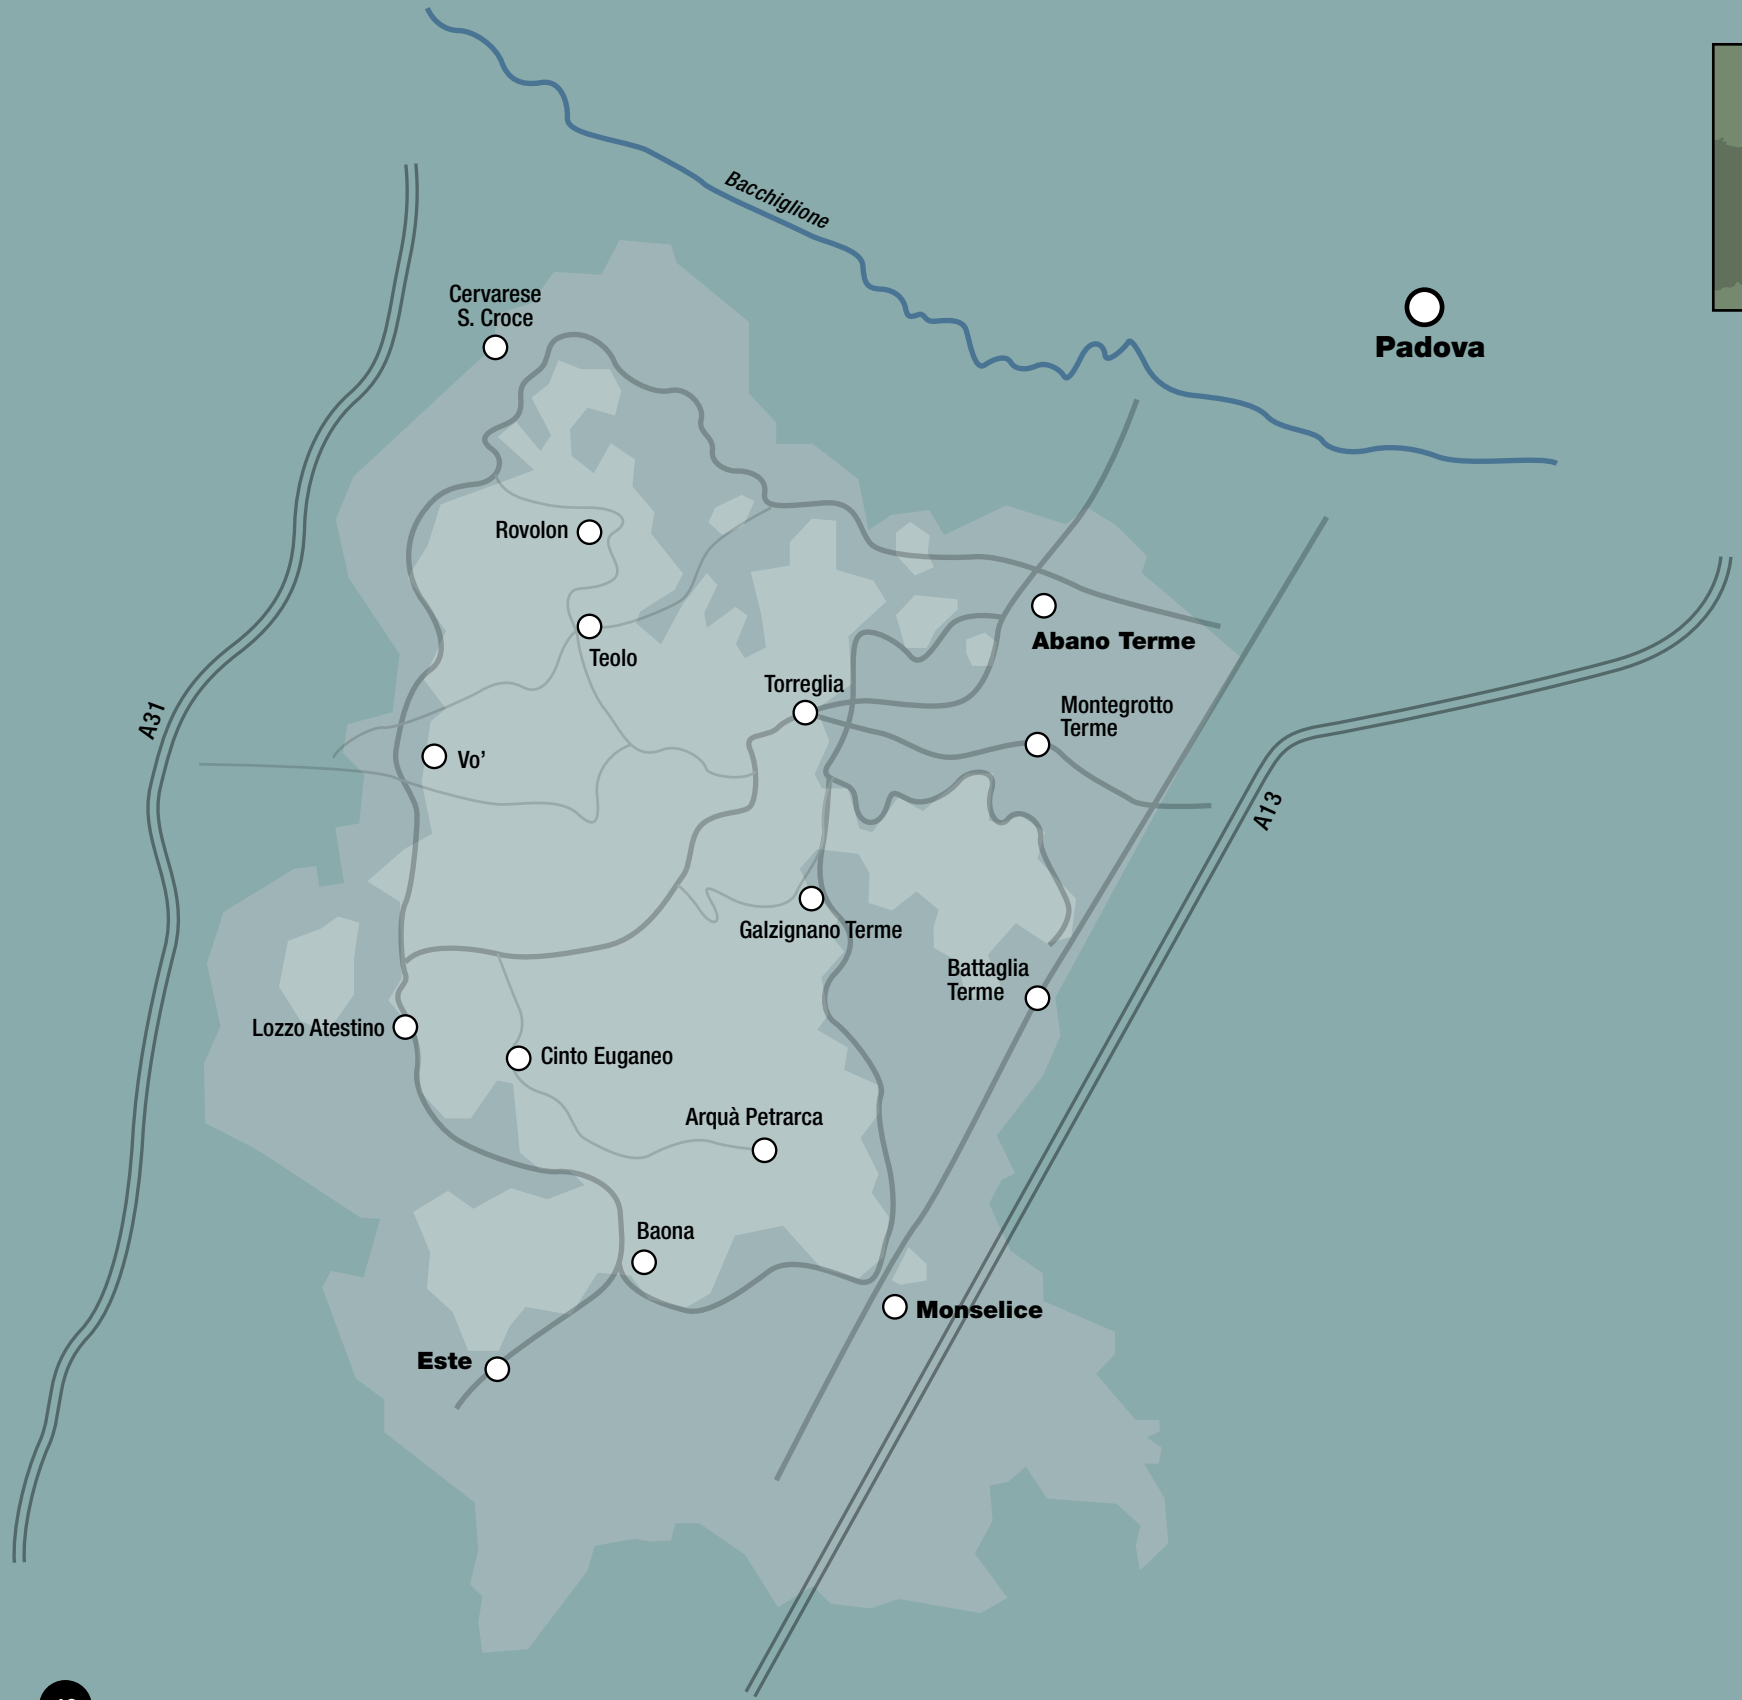 Bacchiglione
Cervarese
S. Croce
Padova
Rovolon
Abano Terme
Teolo
Torreglia
Montegrotto
Terme
A31
Vo’
A13
Galzignano Terme
Battaglia
Terme
Lozzo Atestino
Cinto Euganeo
Arquà Petrarca
Baona
Monselice
Este